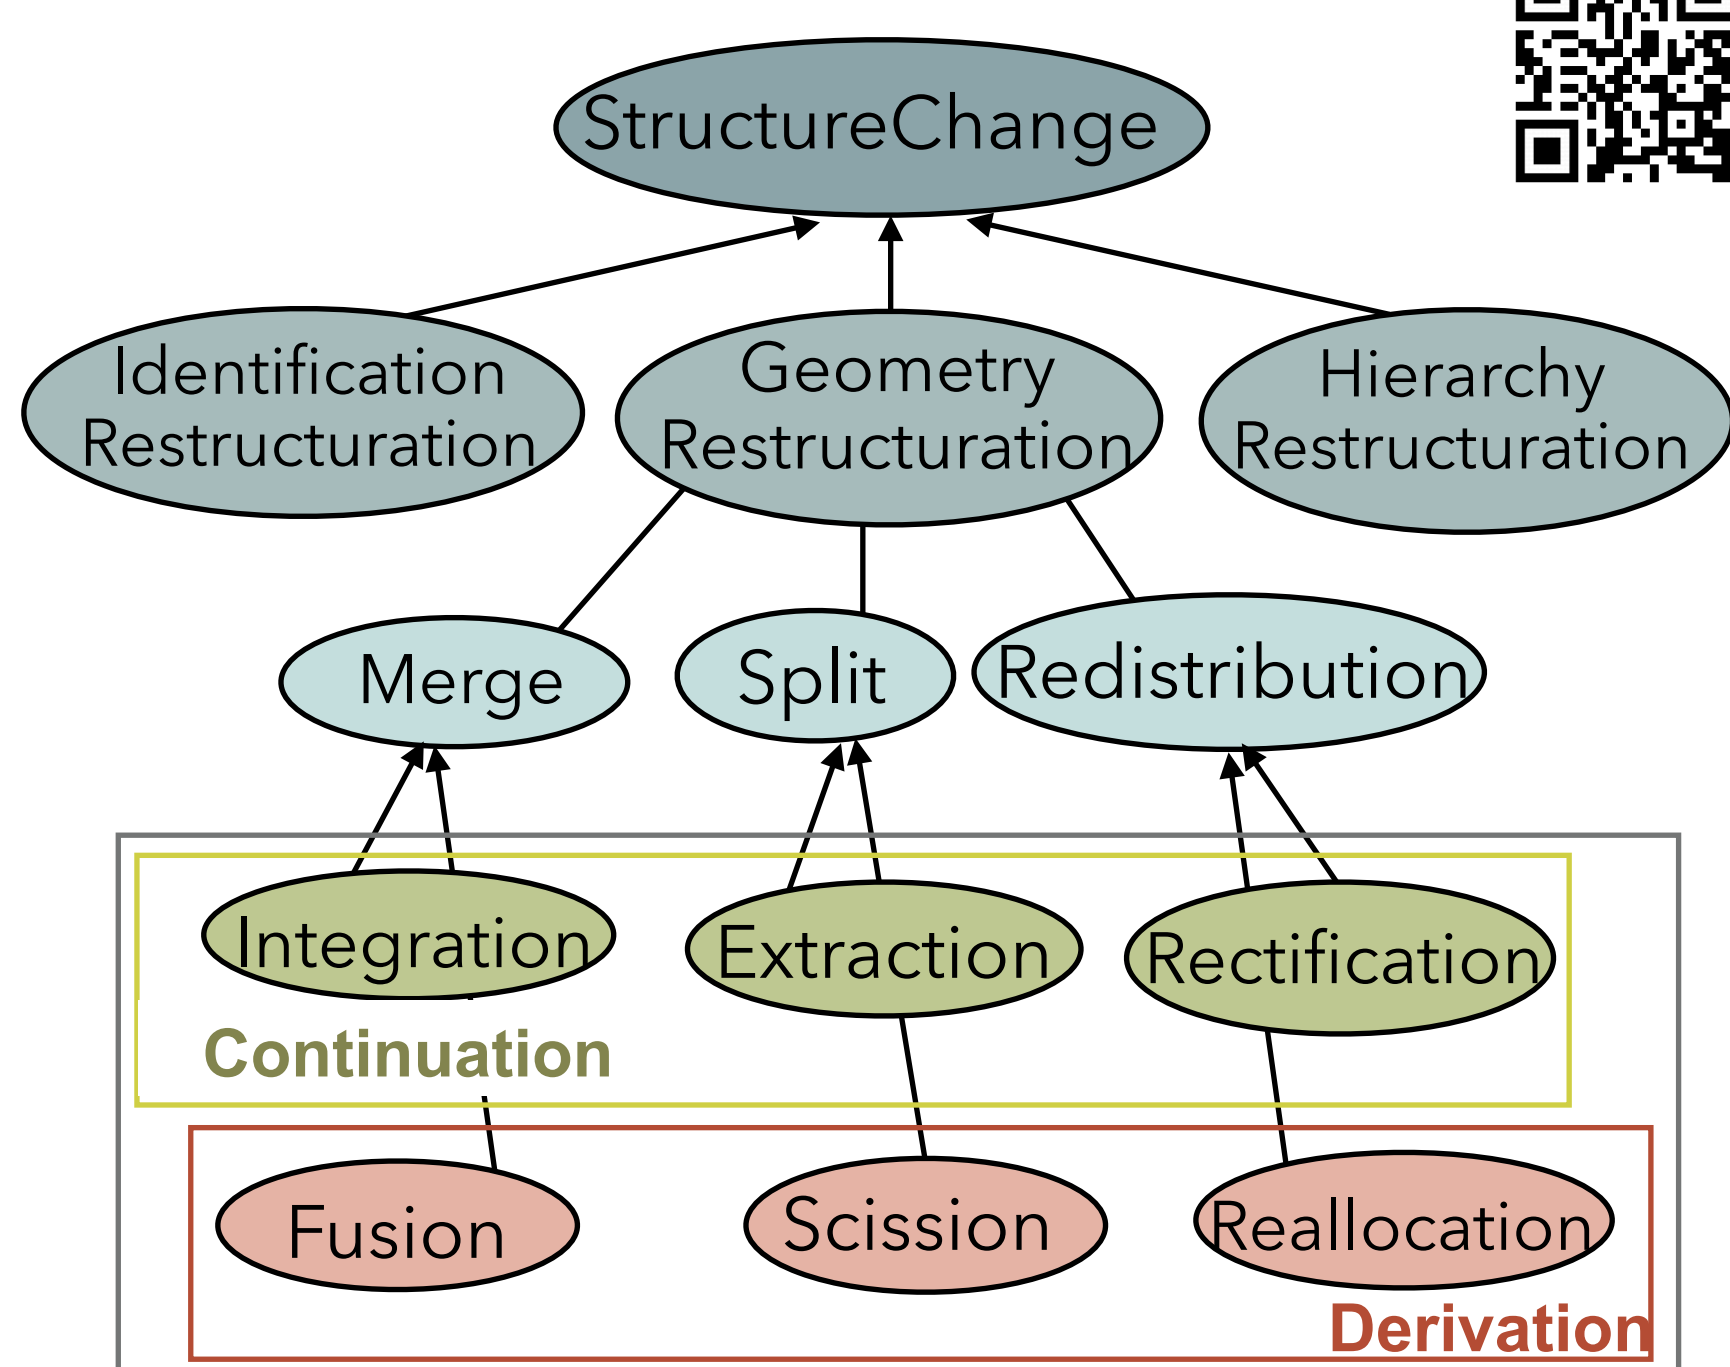 StructureChange
Identification
Restructuration
Geometry
Restructuration
Hierarchy
Restructuration
Merge
Split
Redistribution
Integration
Extraction
Rectification
Continuation
Fusion
Scission
Reallocation
Derivation